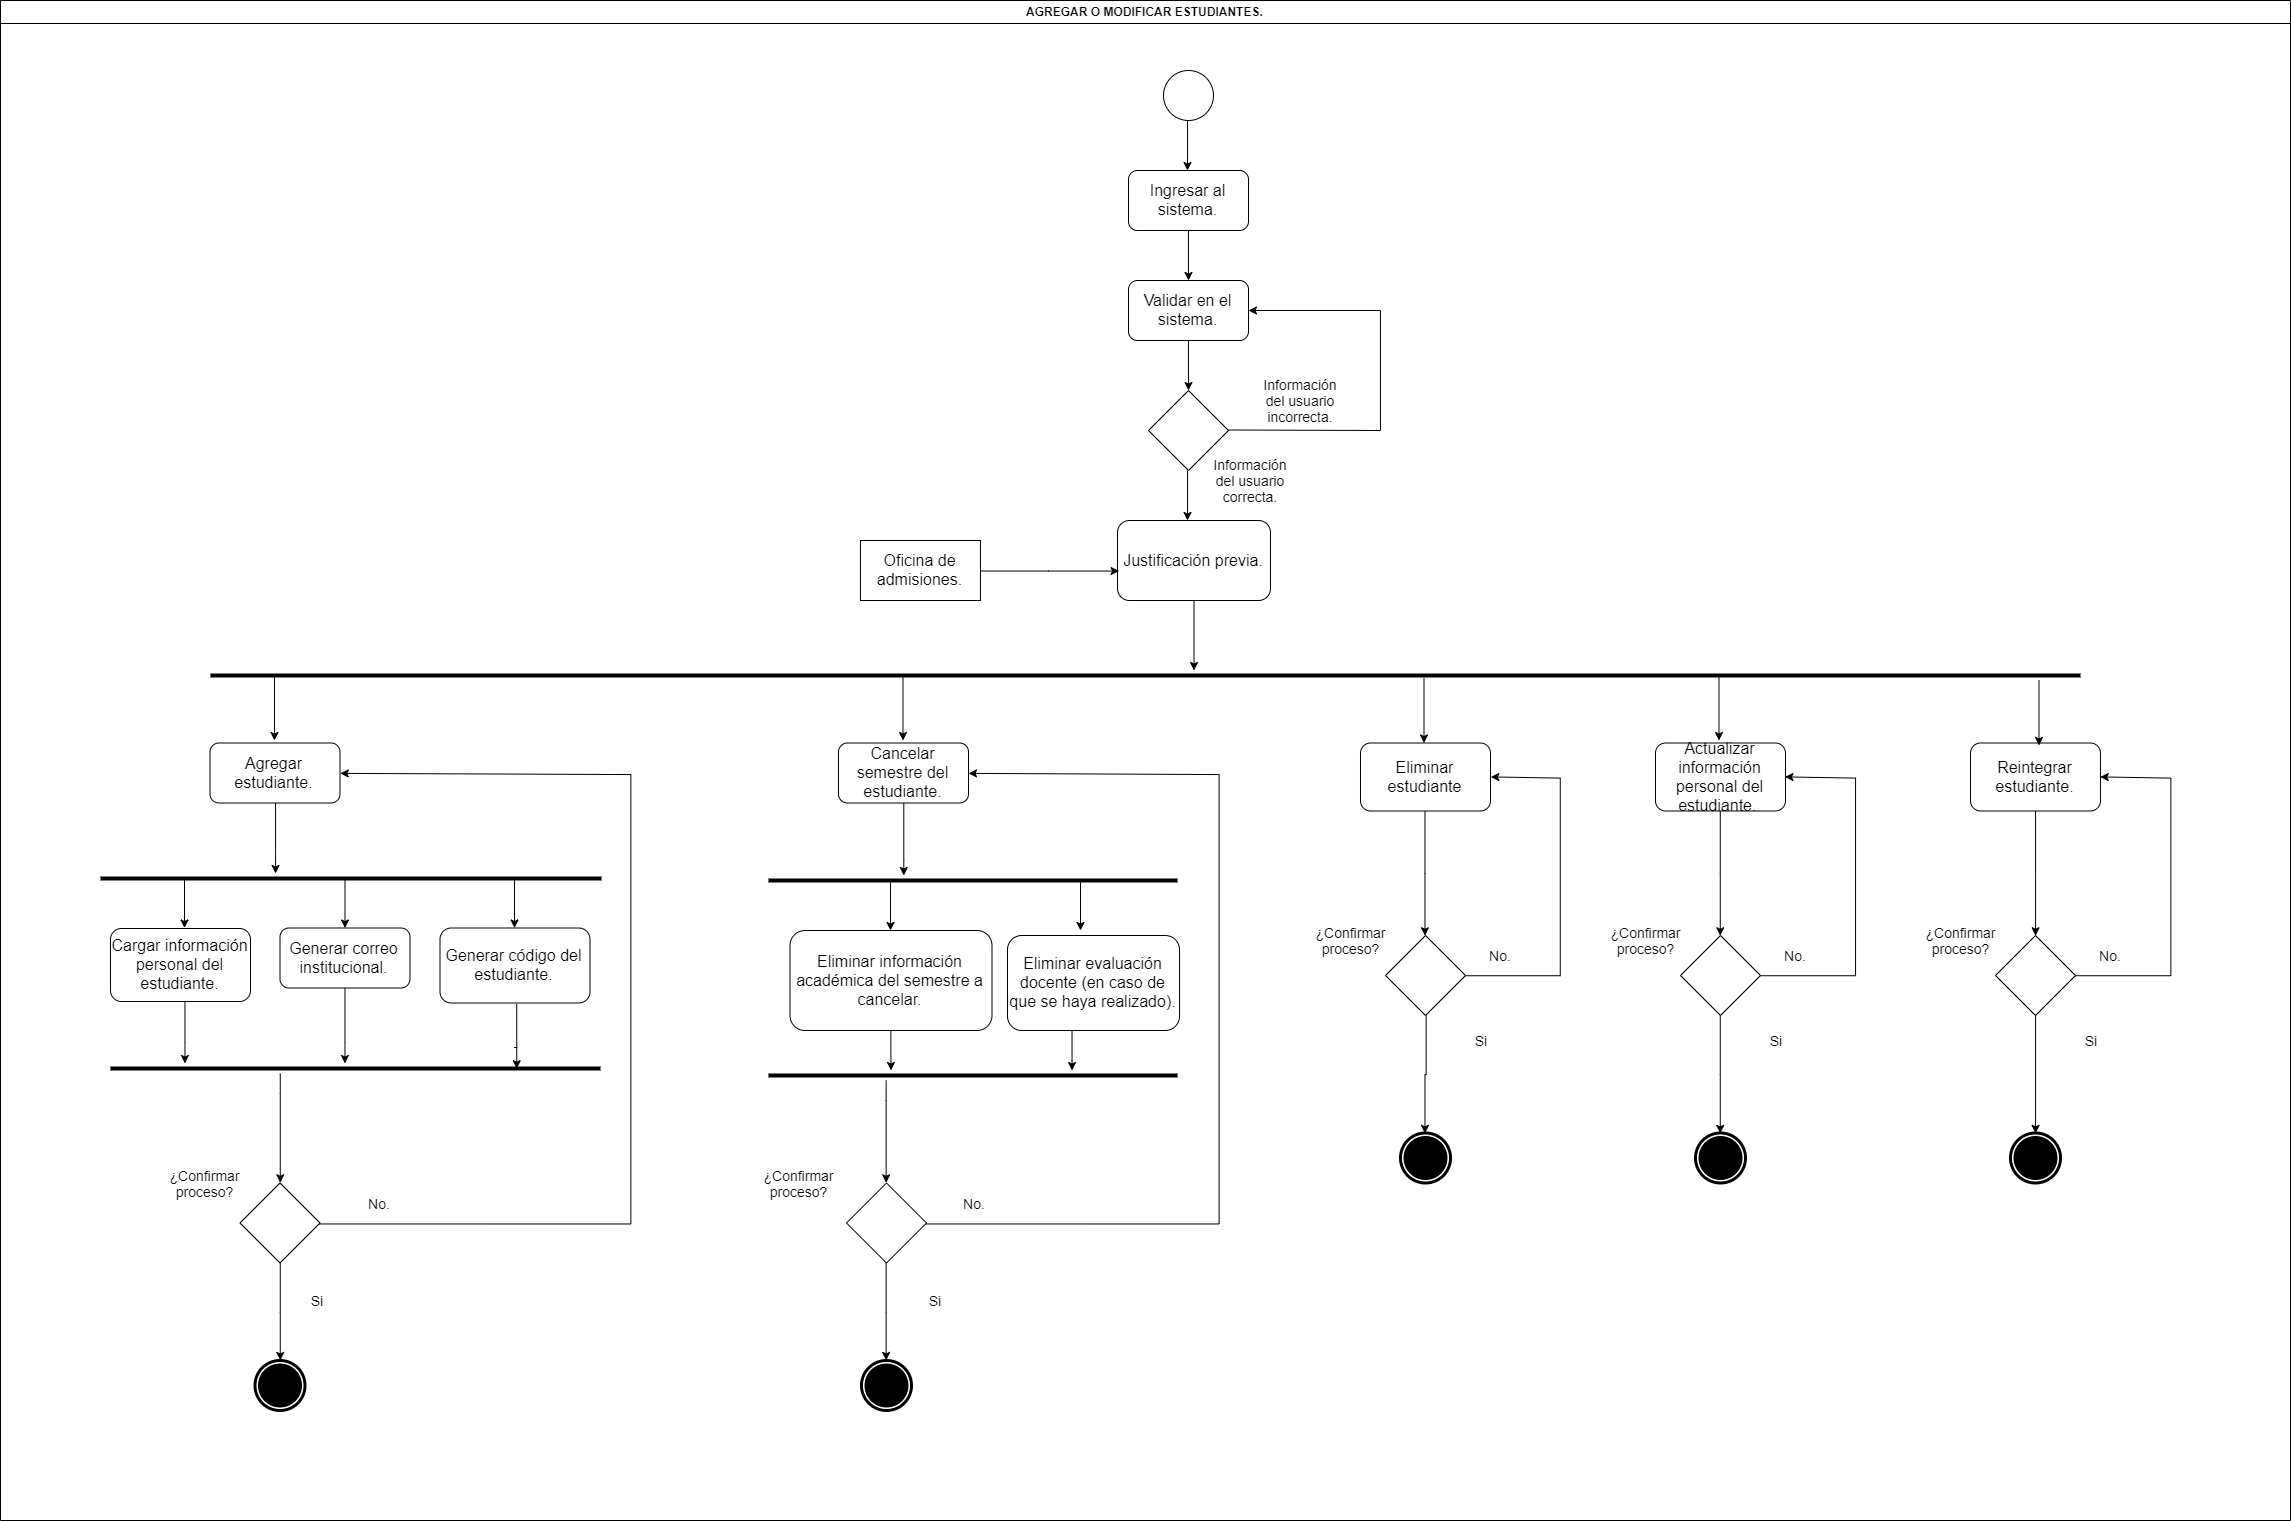 AGREGAR O MODIFICAR ESTUDIANTES.
Ingresar al
sistema.
Validar en el
sistema.
Información
del usuario
incorrecta.
Información
del usuario
correcta.
Oficina de
admisiones.
Justificación previa.
Agregar
estudiante.
Cancelar
semestre del
estudiante.
Eliminar
estudiante
Actualizar
información
personal del
estudiante.
Reintegrar
estudiante.
Cargar información
personal del
estudiante.
Generar correo
institucional.
Generar código del
estudiante.
Eliminar información
académica del semestre a
cancelar.
Eliminar evaluación
docente (en caso de
que se haya realizado).
¿Confirmar
proceso?
No.
Si
¿Confirmar
proceso?
No.
Si
¿Confirmar
proceso?
No.
Si
¿Confirmar
proceso?
No.
Si
¿Confirmar
proceso?
No.
Si